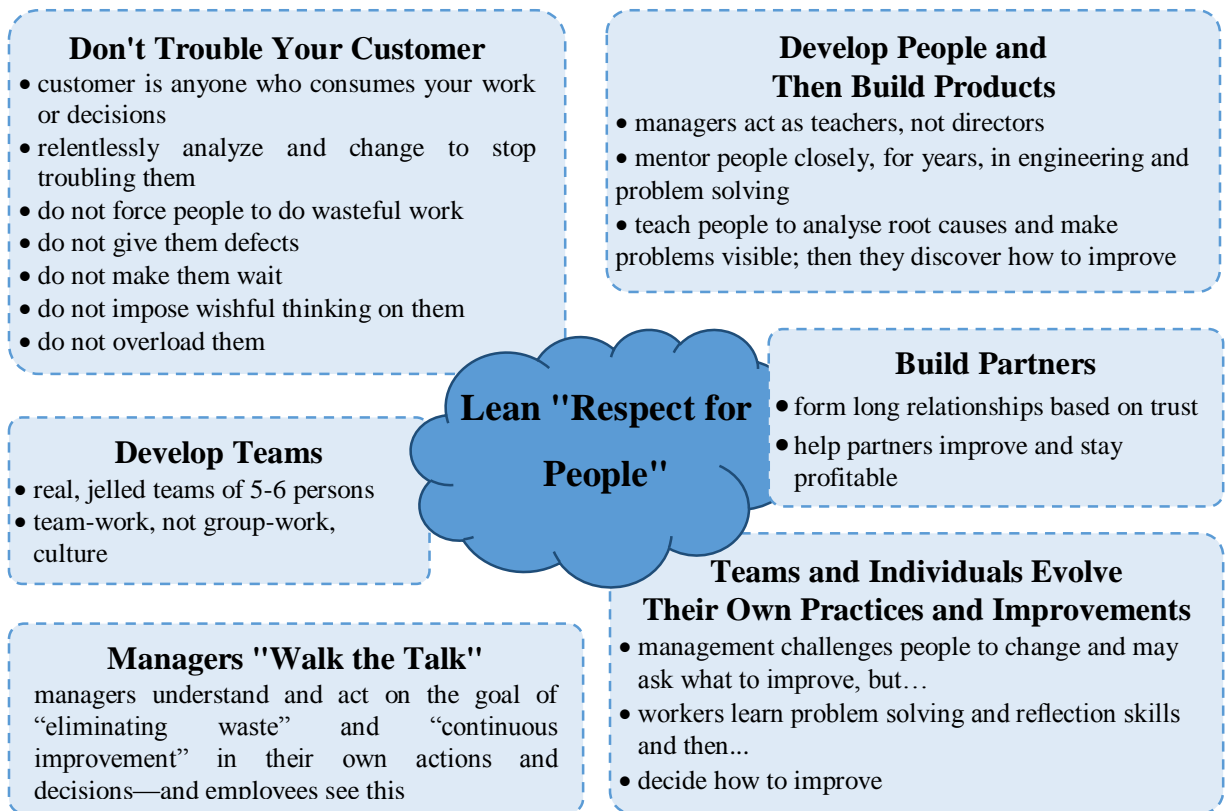 Don't Trouble Your Customer
• customer is anyone who consumes your work
or decisions
• relentlessly analyze and change to stop
troubling them
• do not force people to do wasteful work
• do not give them defects
• do not make them wait
• do not impose wishful thinking on them
• do not overload them
Develop People and
Then Build Products
• managers act as teachers, not directors
• mentor people closely, for years, in engineering and
problem solving
• teach people to analyse root causes and make
problems visible; then they discover how to improve
Lean "Respect for
People"
Build Partners
• form long relationships based on trust
• help partners improve and stay
profitable
Develop Teams
• real, jelled teams of 5-6 persons
• team-work, not group-work,
culture
Teams and Individuals Evolve
Their Own Practices and Improvements
• management challenges people to change and may
ask what to improve, but…
• workers learn problem solving and reflection skills
and then...
• decide how to improve
Managers "Walk the Talk"
managers understand and act on the goal of
“eliminating waste” and “continuous
improvement” in their own actions and
decisions—and employees see this